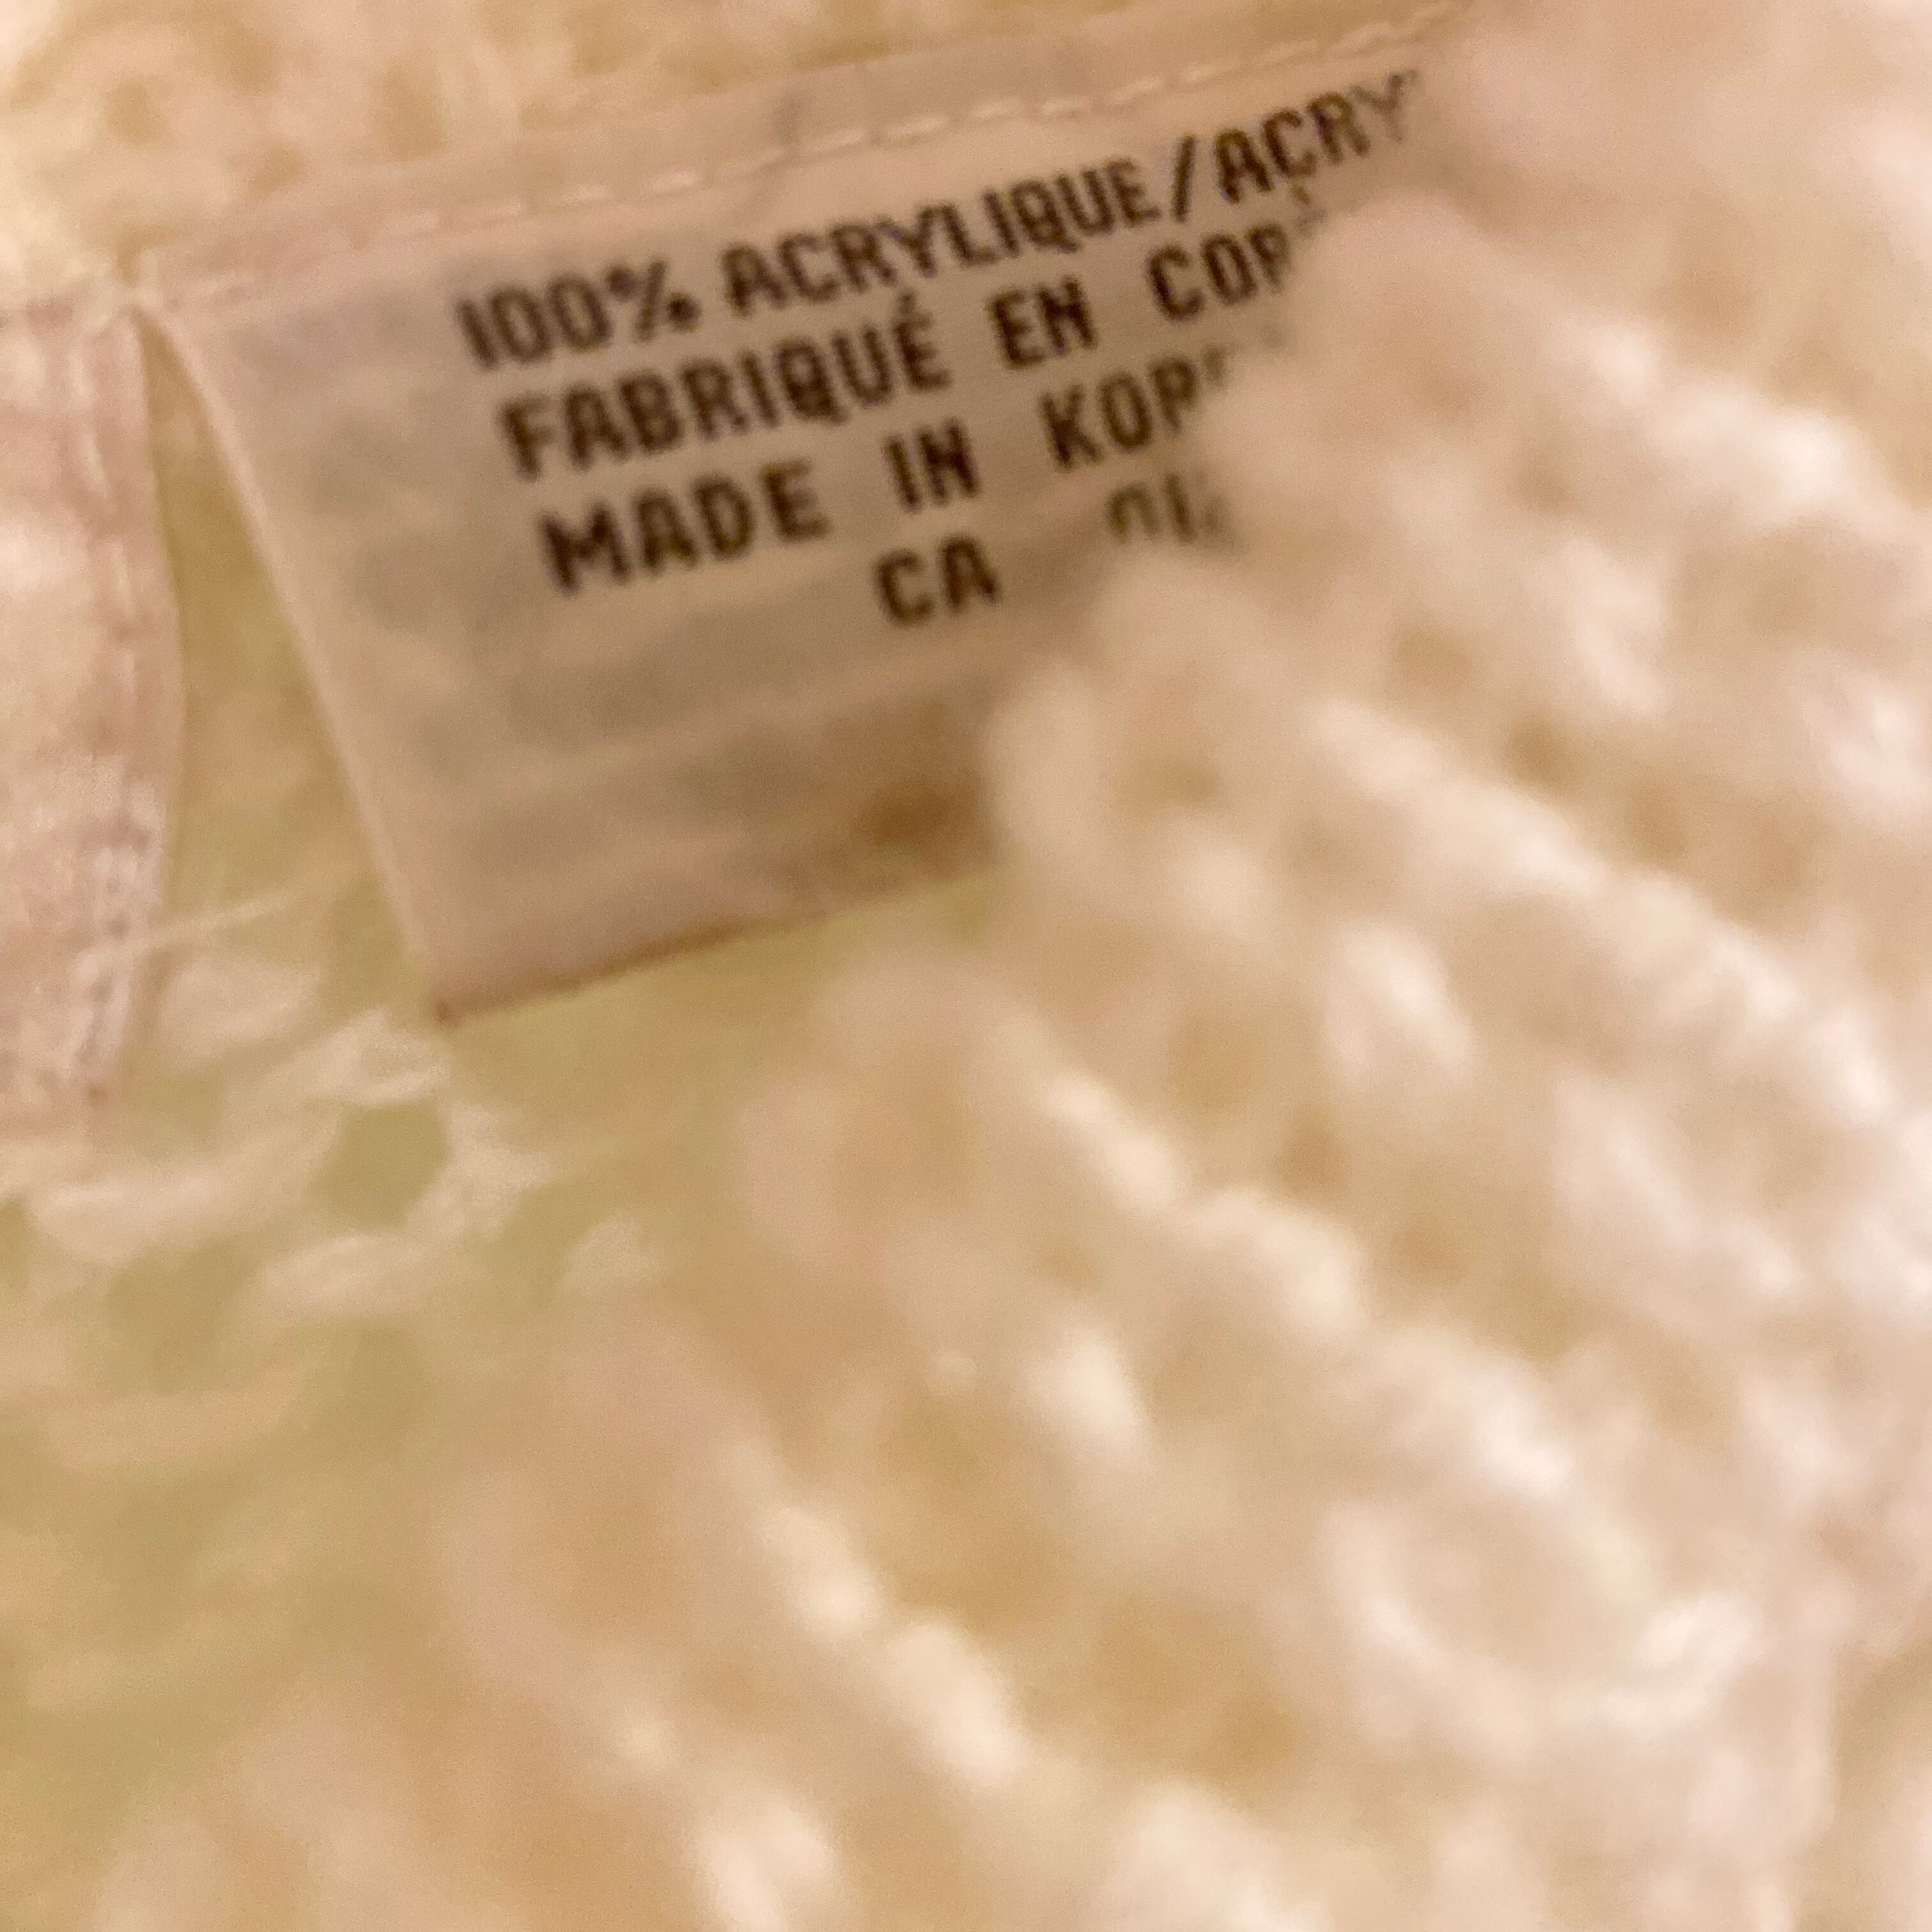 100% ACRYLIQUE/ACRY
FABRIQUÉ EN COR
MADE IN KOR
CA